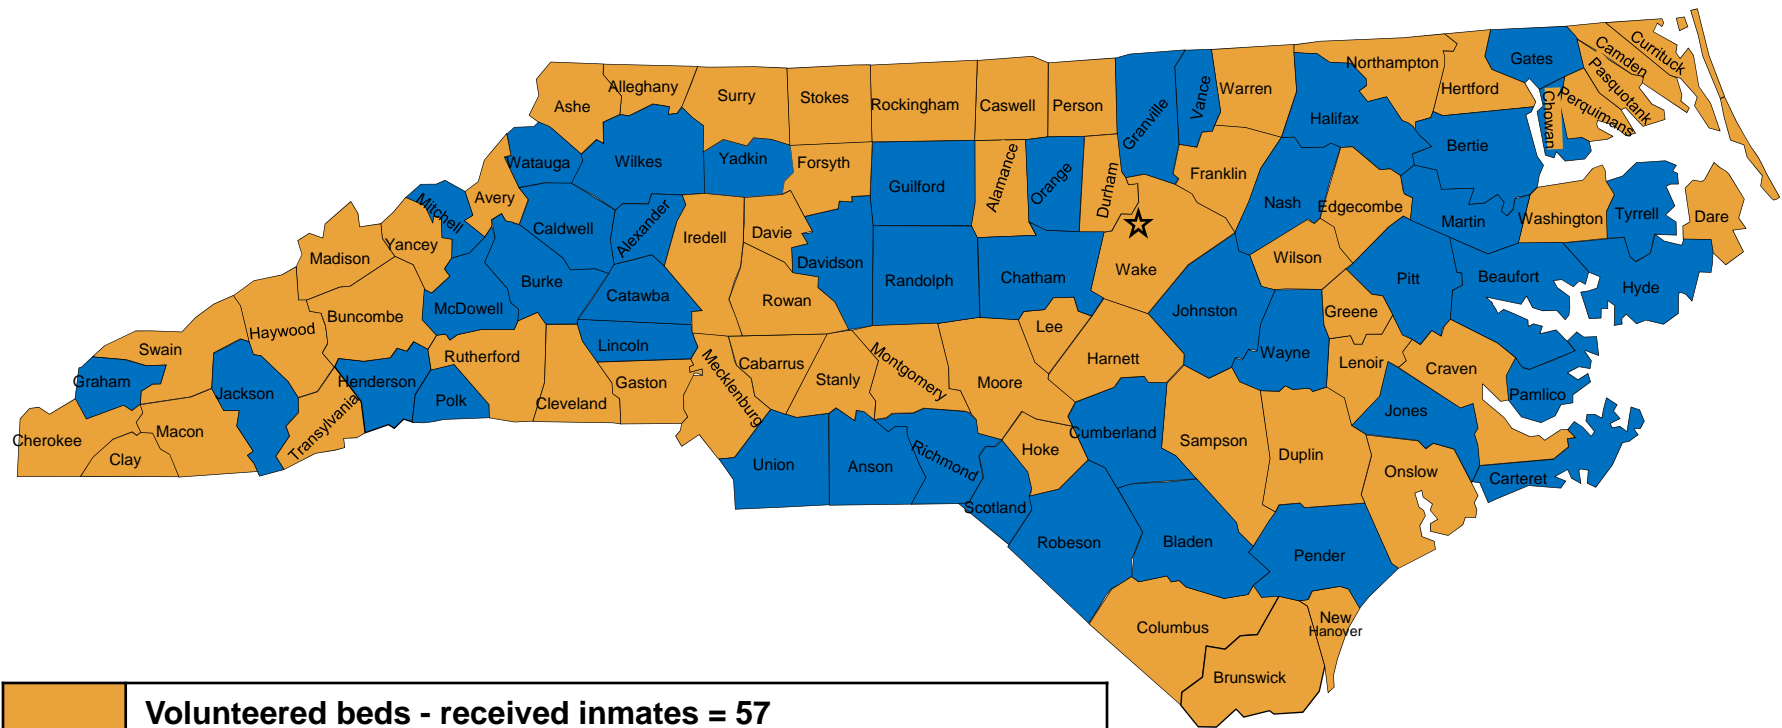 Ashe
Alleghany
Surry
Stokes
Rockingham
Caswell
Person
Granville
Vance
Warren
Northampton
Hertford
Gates
Camden
Currituck
Pasquotank
Perquimans
Chowan
Halifax
Bertie
Watauga
Wilkes
Yadkin
Forsyth
Guilford
Alamance
Orange
Durham
Franklin
Nash
Edgecombe
Martin
Washington
Tyrrell
Dare
Mitchell
Avery
Caldwell
Alexander
Iredell
Davie
Davidson
Randolph
Chatham
Wake
Wilson
Pitt
Beaufort
Hyde
Madison
Yancey
McDowell
Burke
Catawba
Rowan
Johnston
Greene
Swain
Haywood
Buncombe
Rutherford
Lincoln
Lee
Harnett
Wayne
Lenoir
Craven
Pamlico
Graham
Jackson
Henderson
Polk
Cleveland
Gaston
Mecklenburg
Cabarrus
Stanly
Montgomery
Moore
Jones
Cherokee
Clay
Macon
Transylvania
Union
Anson
Richmond
Scotland
Hoke
Cumberland
Sampson
Duplin
Onslow
Carteret
Robeson
Bladen
Pender
Columbus
Brunswick
New
Hanover
Volunteered beds - received inmates = 57